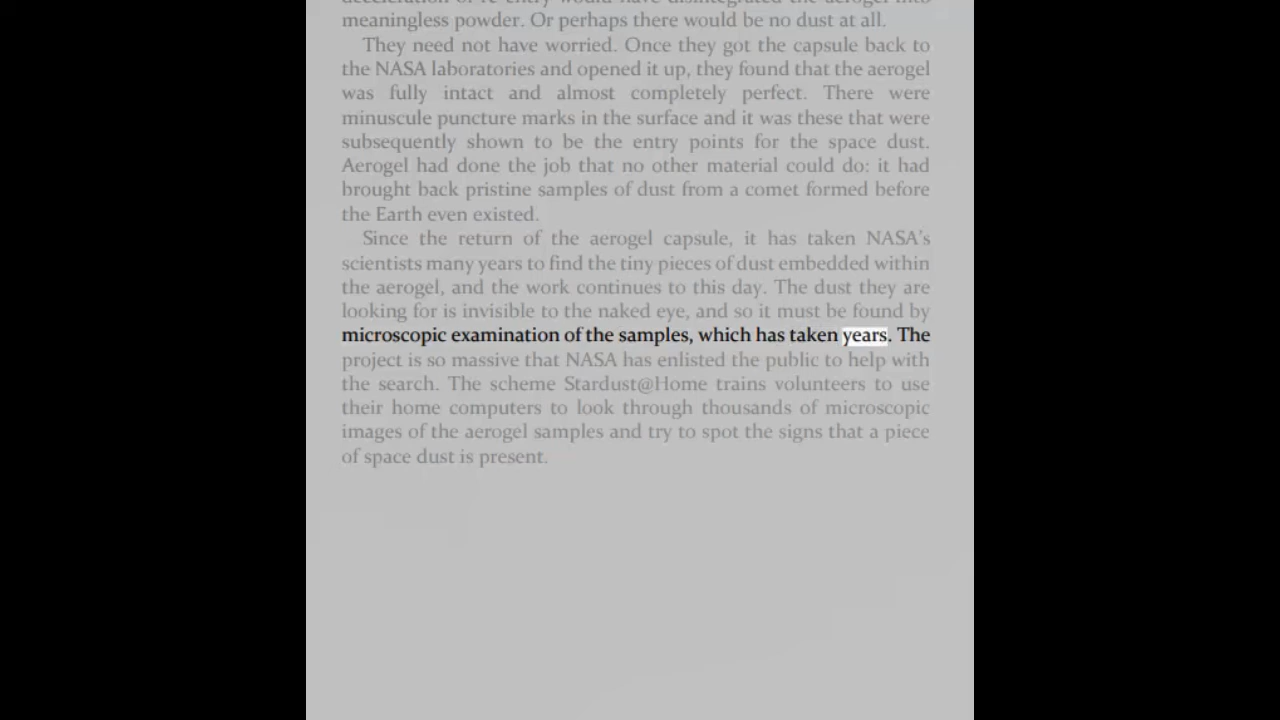 meaningless powder. Or perhaps there would be no dust at all.
They need not have worried. Once they got the capsule back to
the NASA laboratories and opened it up, they found that the aerogel
was fully intact and almost completely perfect. There were
minuscule puncture marks in the surface and it was these that were
subsequently shown to be the entry points for the space dust.
Aerogel had done the job that no other material could do: it had
brought back pristine samples of dust from a comet formed before
the Earth even existed.
Since the return of the aerogel capsule, it has taken NASA’s
scientists many years to find the tiny pieces of dust embedded within
the aerogel, and the work continues to this day. The dust they are
looking for is invisible to the naked eye, and so it must be found by
microscopic examination of the samples, which has taken years. The
project is so massive that NASA has enlisted the public to help with
the search. The scheme Stardust@Home trains volunteers to use
their home computers to look through thousands of microscopic
images of the aerogel samples and try to spot the signs that a piece
of space dust is present.